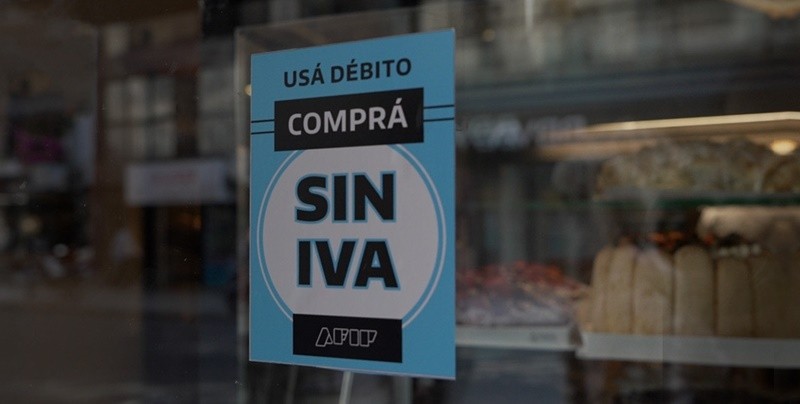 USÁ DÉBITO
COMPRÁ
SIN
IVA
AFIP